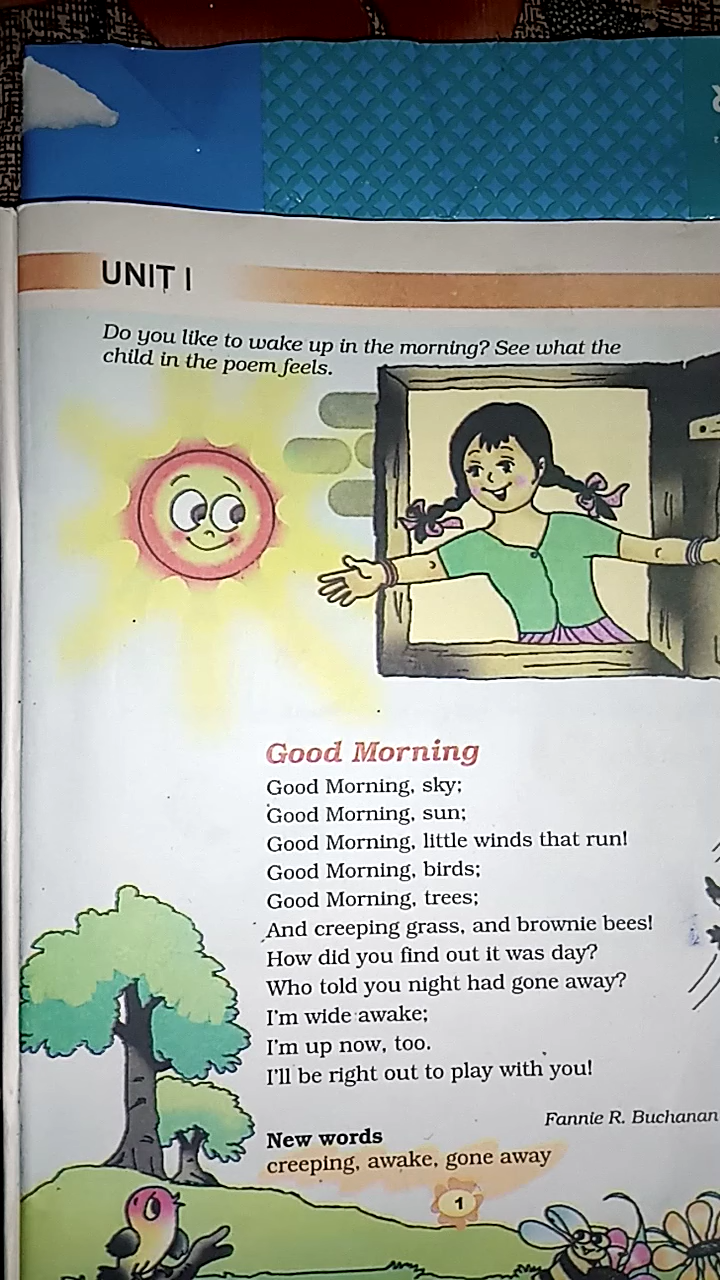 UNIT I
Do you like to wake up in the morning? See what the
child in the poem feels.
Good Morning
Good Morning, sky;
Good Morning, sun;
Good Morning, little winds that run!
Good Morning, birds;
Good Morning, trees;
And creeping grass, and brownie bees!
How did you find out it was day?
Who told you night had gone away?
I'm wide awake;
I'm up now, too.
I'll be right out to play with you!
Fannie R. Buchanan
New words
creeping, awake, gone away
1